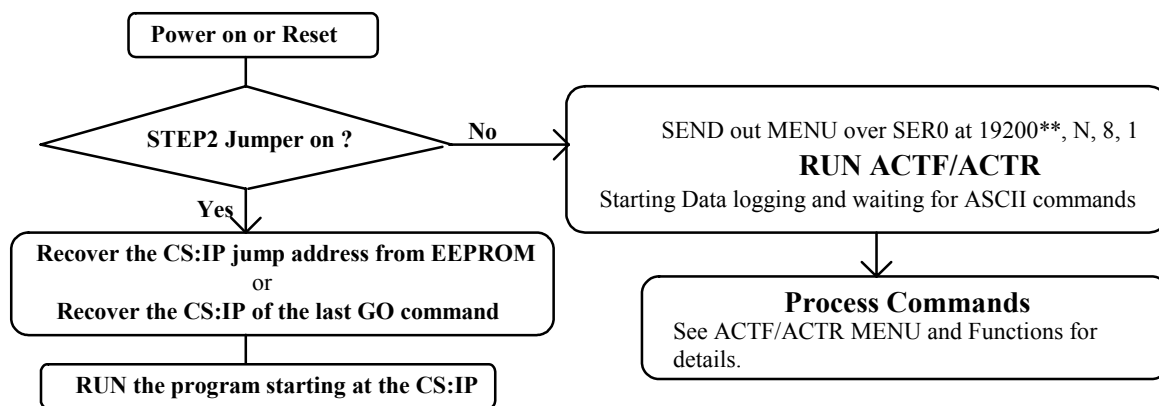 Power on or Reset
STEP2 Jumper on ?
No
Yes
Recover the CS:IP jump address from EEPROM
or
Recover the CS:IP of the last GO command
RUN the program starting at the CS:IP
SEND out MENU over SER0 at 19200**, N, 8, 1
RUN ACTF/ACTR
Starting Data logging and waiting for ASCII commands
Process Commands
See ACTF/ACTR MENU and Functions for
details.